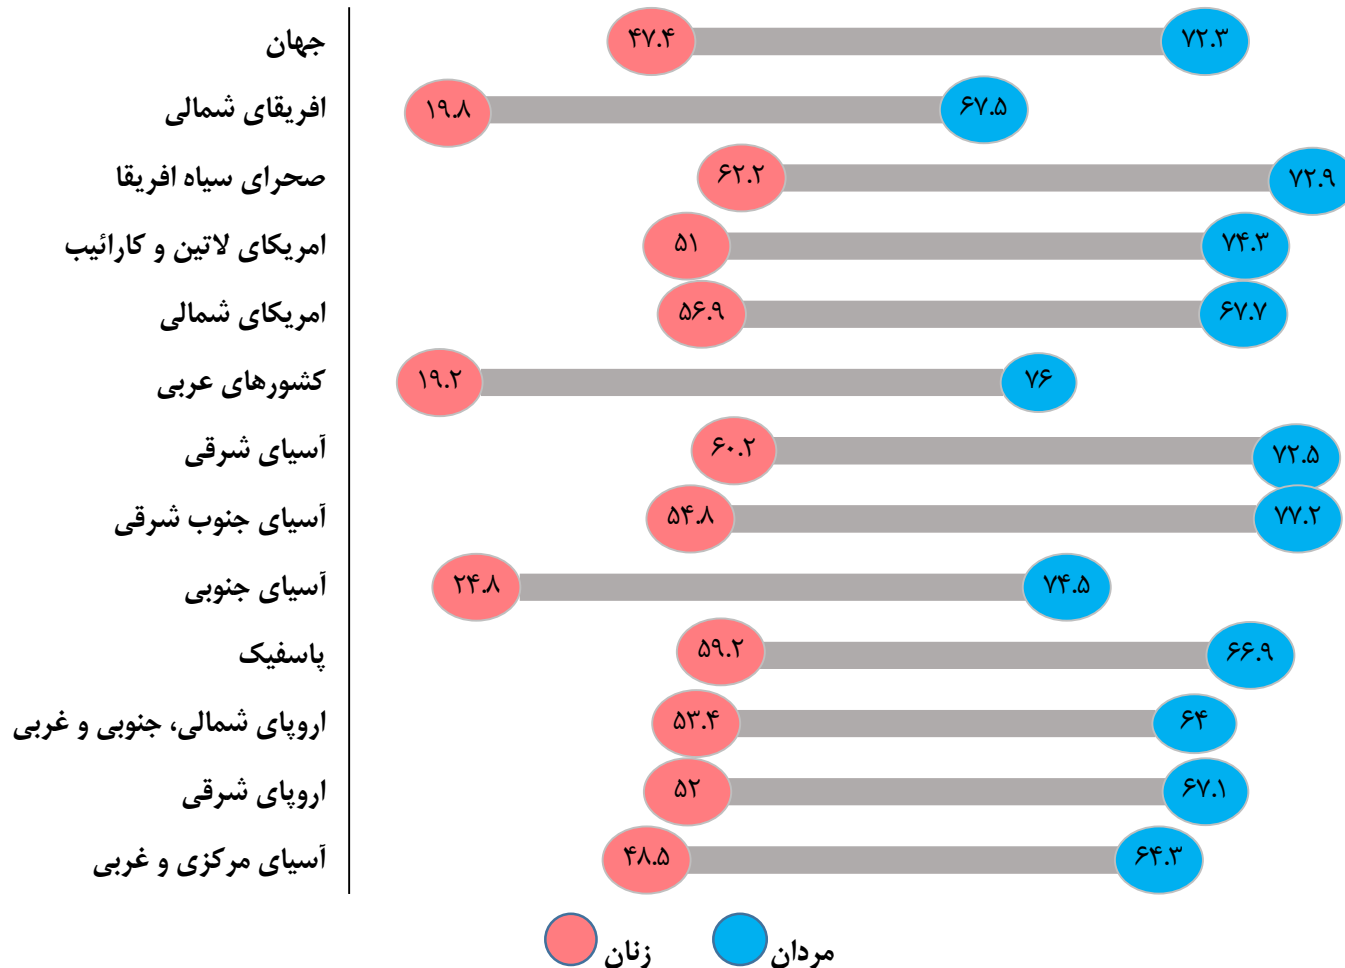 جهان ۴۷.۴ ۷۲.۳
افریقای شمالی ۱۹.۸ ۶۷.۵
صحرای سیاه افریقا ۶۲.۲ ۷۲.۹
امریکای لاتین و کارائیب ۵۱ ۷۴.۳
امریکای شمالی ۵۶.۹ ۶۷.۷
کشورهای عربی ۱۹.۲ ۷۶
آسیای شرقی ۶۰.۲ ۷۲.۵
آسیای جنوب شرقی ۵۴.۸ ۷۷.۲
آسیای جنوبی ۲۴.۸ ۷۴.۵
پاسفیک ۵۹.۲ ۶۶.۹
اروپای شمالی، جنوبی و غربی ۵۳.۴ ۶۴
اروپای شرقی ۵۲ ۶۷.۱
آسیای مرکزی و غربی ۴۸.۵ ۶۴.۳
مردان زنان